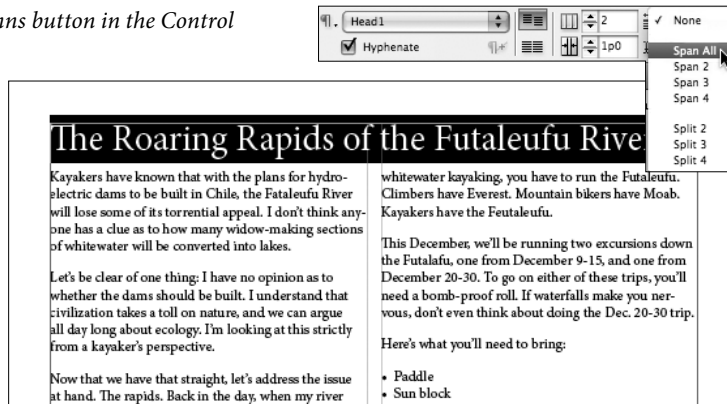 ns button in the Control
Head1
2
Hyphenate
1p0
✓ None
Span All
Span 2
Span 3
Span 4
Split 2
Split 3
Split 4
The Roaring Rapids of the Futaleufu
Kayakers have known that with the plans for hydro-
electric dams to be built in Chile, the Fataleufu River
will lose some of its torrential appeal. I don't think any-
one has a clue as to how many widow-making sections
of whitewater will be converted into lakes.
Let's be clear of one thing: I have no opinion as to
whether the dams should be built. I understand that
civilization takes a toll on nature, and we can argue
all day long about ecology. I'm looking at this strictly
from a kayaker's perspective.
Now that we have that straight, let's address the issue
at hand. The rapids. Back in the day, when my river
whitewater kayaking, you have to run the Futaleufu.
Climbers have Everest. Mountain bikers have Moab.
Kayakers have the Feutaleufu.
This December, we'll be running two excursions down
the Futalafu, one from December 9-15, and one from
December 20-30. To go on either of these trips, you'll
need a bomb-proof roll. If waterfalls make you ner-
vous, don't even think about doing the Dec. 20-30 trip.
Here's what you'll need to bring:
• Paddle
• Sun block